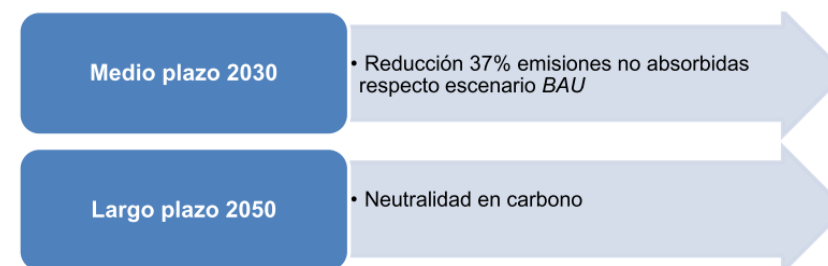 Medio plazo 2030
• Reducción 37% emisiones no absorbidas
respecto escenario BAU
Largo plazo 2050
• Neutralidad en carbono